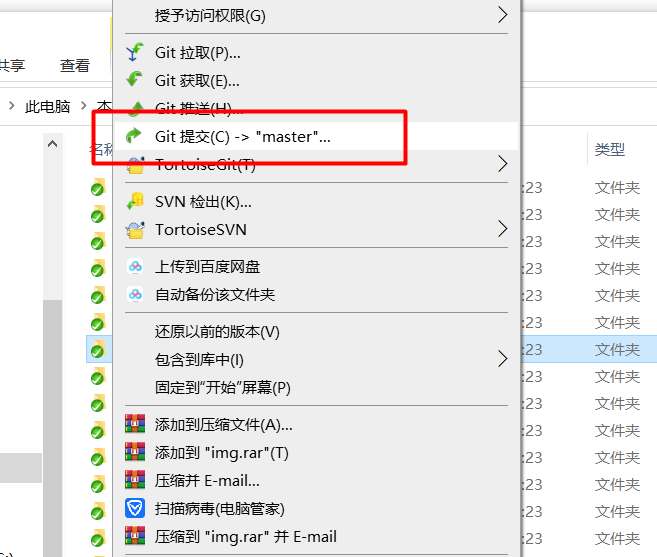 授予访问权限(G)
共享
查看
Git 拉取(P)...
Git 获取(E)...
此电脑
本
Git 推送(H)...
Git 提交(C) -> "master"...
名称
类型
TortoiseGit(T)
:23 文件夹
SVN 检出(K)...
:23 文件夹
TortoiseSVN
:23 文件夹
上传到百度网盘
:23 文件夹
自动备份该文件夹
:23 文件夹
:23 文件夹
还原以前的版本(V)
:23 文件夹
包含到库中(I)
:23 文件夹
固定到"开始"屏幕(P)
:23 文件夹
添加到压缩文件(A)...
:23 文件夹
添加到 "img.rar"(T)
:23 文件夹
压缩并 E-mail...
:23 文件夹
扫描病毒(电脑管家)
:23 文件夹
压缩到 "img.rar" 并 E-mail
:23 文件夹